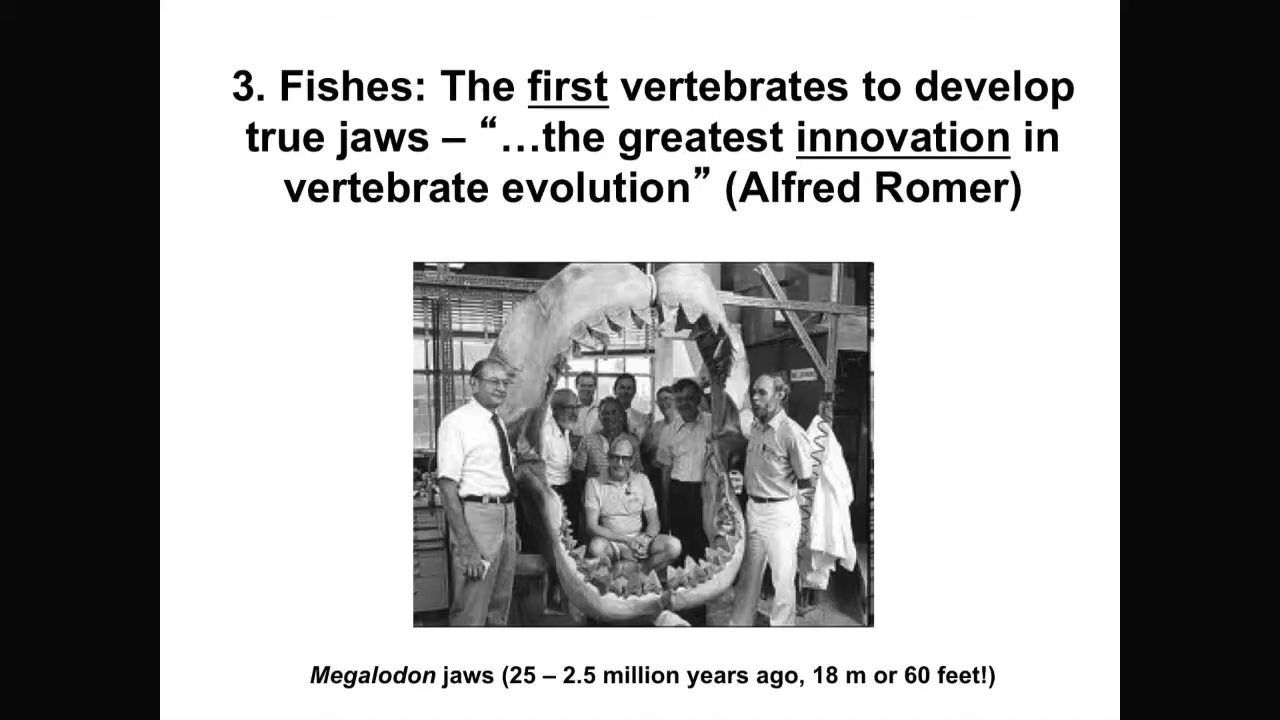 3. Fishes: The first vertebrates to develop
true jaws – “…the greatest innovation in
vertebrate evolution” (Alfred Romer)
Megalodon jaws (25 – 2.5 million years ago, 18 m or 60 feet!)